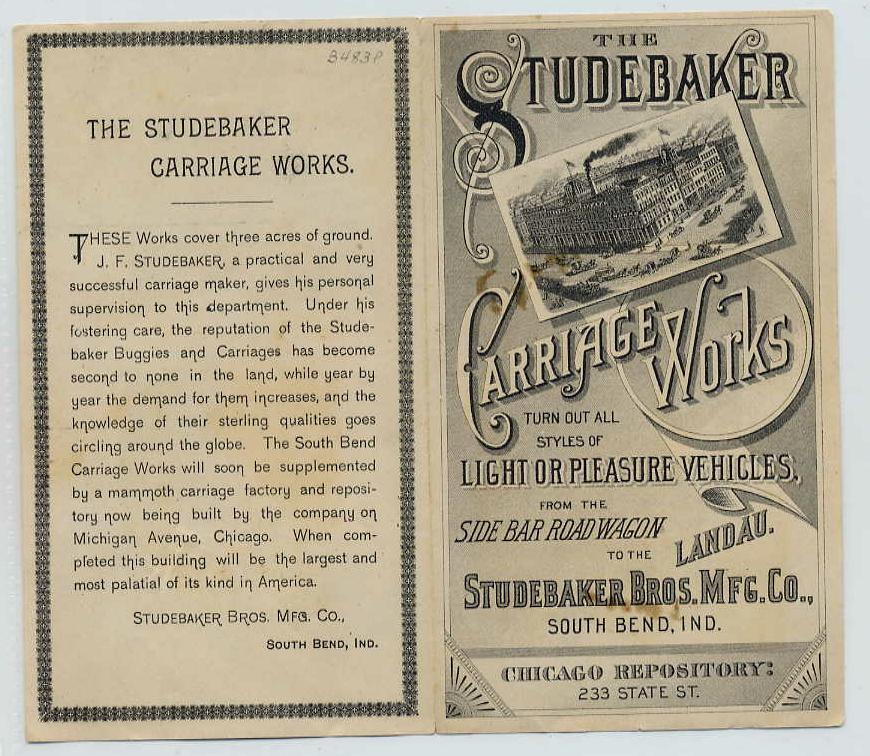 B483P
THE STUDEBAKER
CARRIAGE WORKS.
THESE Works cover three acres of ground.
J. F. STUDEBAKER, a practical and very
successful carriage maker, gives his personal
supervision to this department. Under his
fostering care, the reputation of the Stude-
baker Buggies and Carriages has become
second to none in the land, while year by
year the demand for them increases, and the
knowledge of their sterling qualities goes
circling around the globe. The South Bend
Carriage Works will soon be supplemented
by a mammoth carriage factory and reposi-
tory now being built by the company on
Michigan Avenue, Chicago. When com-
pleted this building will be the largest and
most palatial of its kind in America.
STUDEBAKER BROS. MFG. CO.,
SOUTH BEND, IND.
THE
STUDEBAKER
CARRIAGE
WORKS
TURN OUT ALL
STYLES OF
LIGHT OR PLEASURE VEHICLES,
FROM THE
SIDE BAR ROAD WAGON
TO THE
LANDAU.
STUDEBAKER BROS. MFG. CO.,
SOUTH BEND, IND.
CHICAGO REPOSITORY:
233 STATE ST.